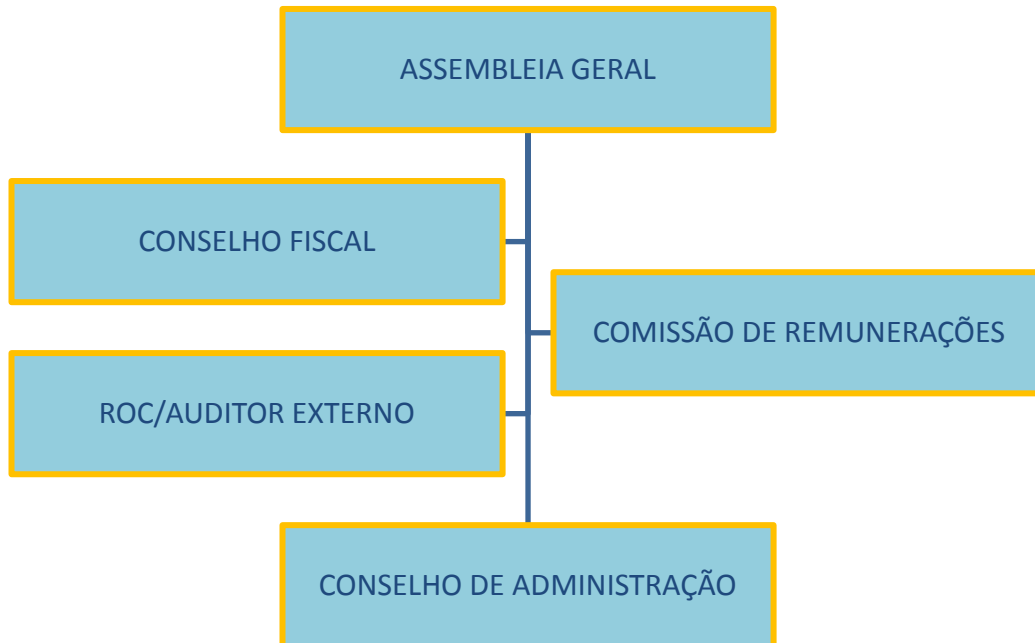 ASSEMBLEIA GERAL
CONSELHO FISCAL
COMISSÃO DE REMUNERAÇÕES
ROC/AUDITOR EXTERNO
CONSELHO DE ADMINISTRAÇÃO